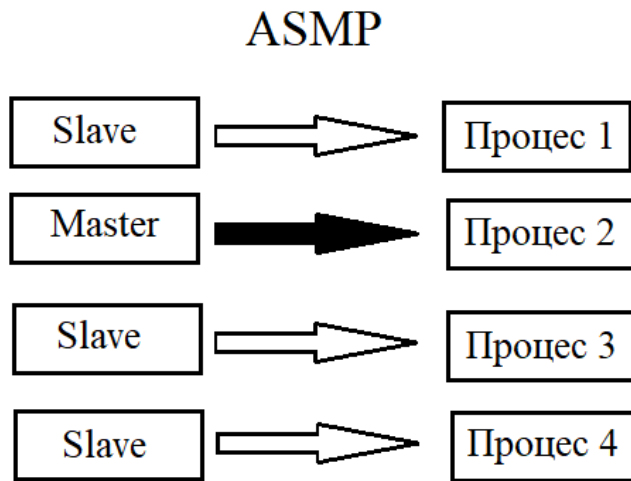 ASMP
Slave
Процес 1
Master
Процес 2
Slave
Процес 3
Slave
Процес 4